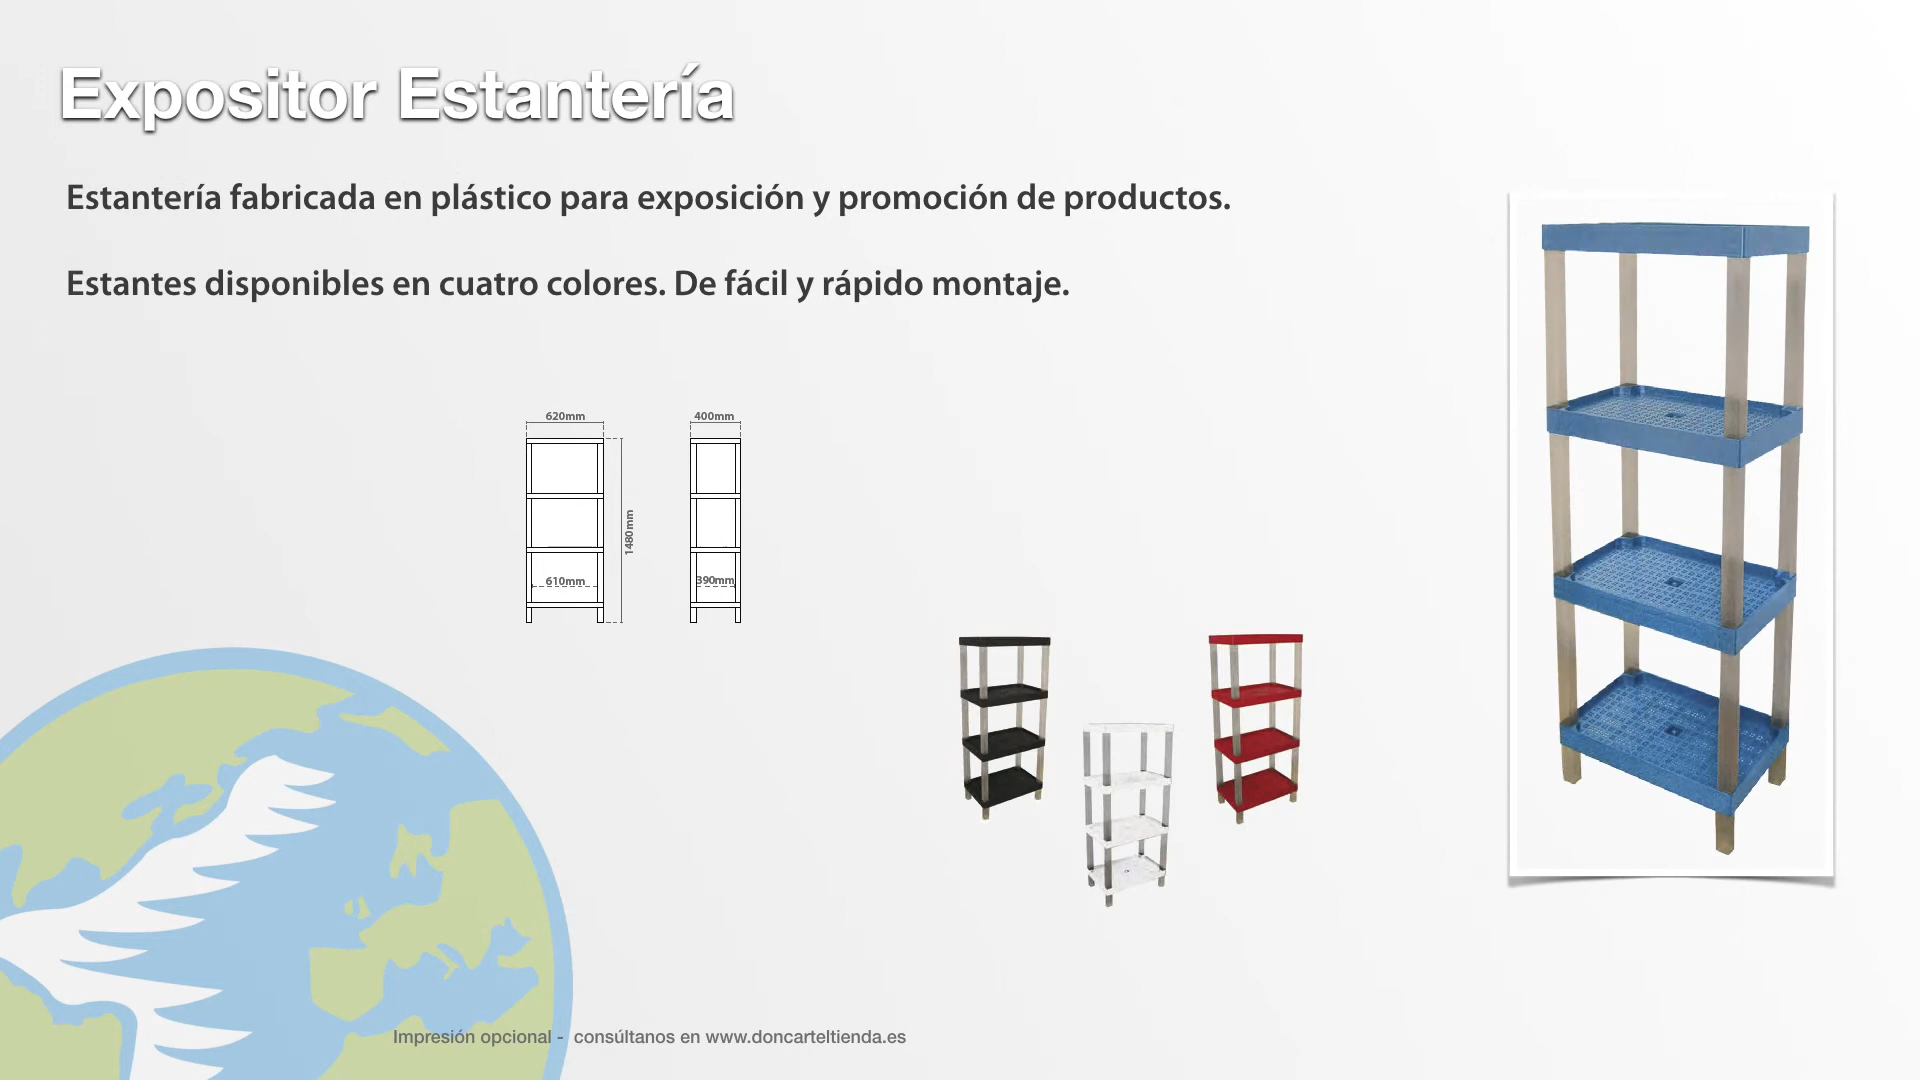 Expositor Estantería
Estantería fabricada en plástico para exposición y promoción de productos.
Estantes disponibles en cuatro colores. De fácil y rápido montaje.
620mm
400mm
1480mm
610mm
390mm
Impresión opcional - consúltanos en www.doncarteltienda.es